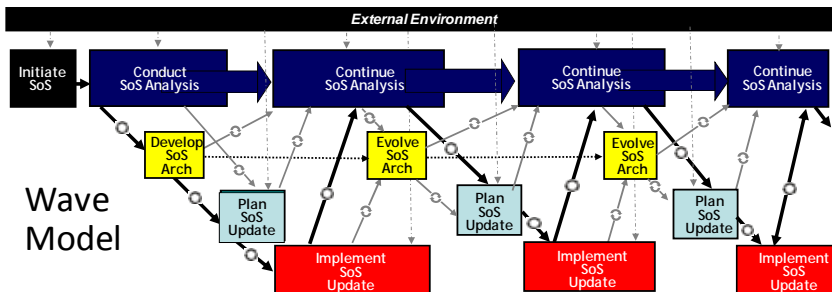 External Environment
Initiate
SoS
Conduct
SoS Analysis
Continue
SoS Analysis
Continue
SoS Analysis
Continue
SoS Analysis
Develop
SoS
Arch
Evolve
SoS
Arch
Evolve
SoS
Arch
Wave
Model
Plan
SoS
Update
Plan
SoS
Update
Plan
SoS
Update
Implement
SoS
Update
Implement
SoS
Update
Implement
SoS
Update